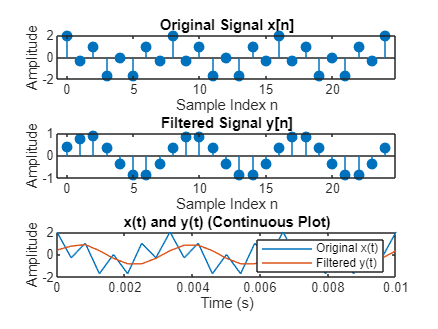 Original Signal x[n]
Amplitude
2
0
-2
0 5 10 15 20
Sample Index n
Filtered Signal y[n]
Amplitude
1
0
-1
0 5 10 15 20
Sample Index n
x(t) and y(t) (Continuous Plot)
Amplitude
2
0
-2
Original x(t)
Filtered y(t)
0 0.002 0.004 0.006 0.008 0.01
Time (s)